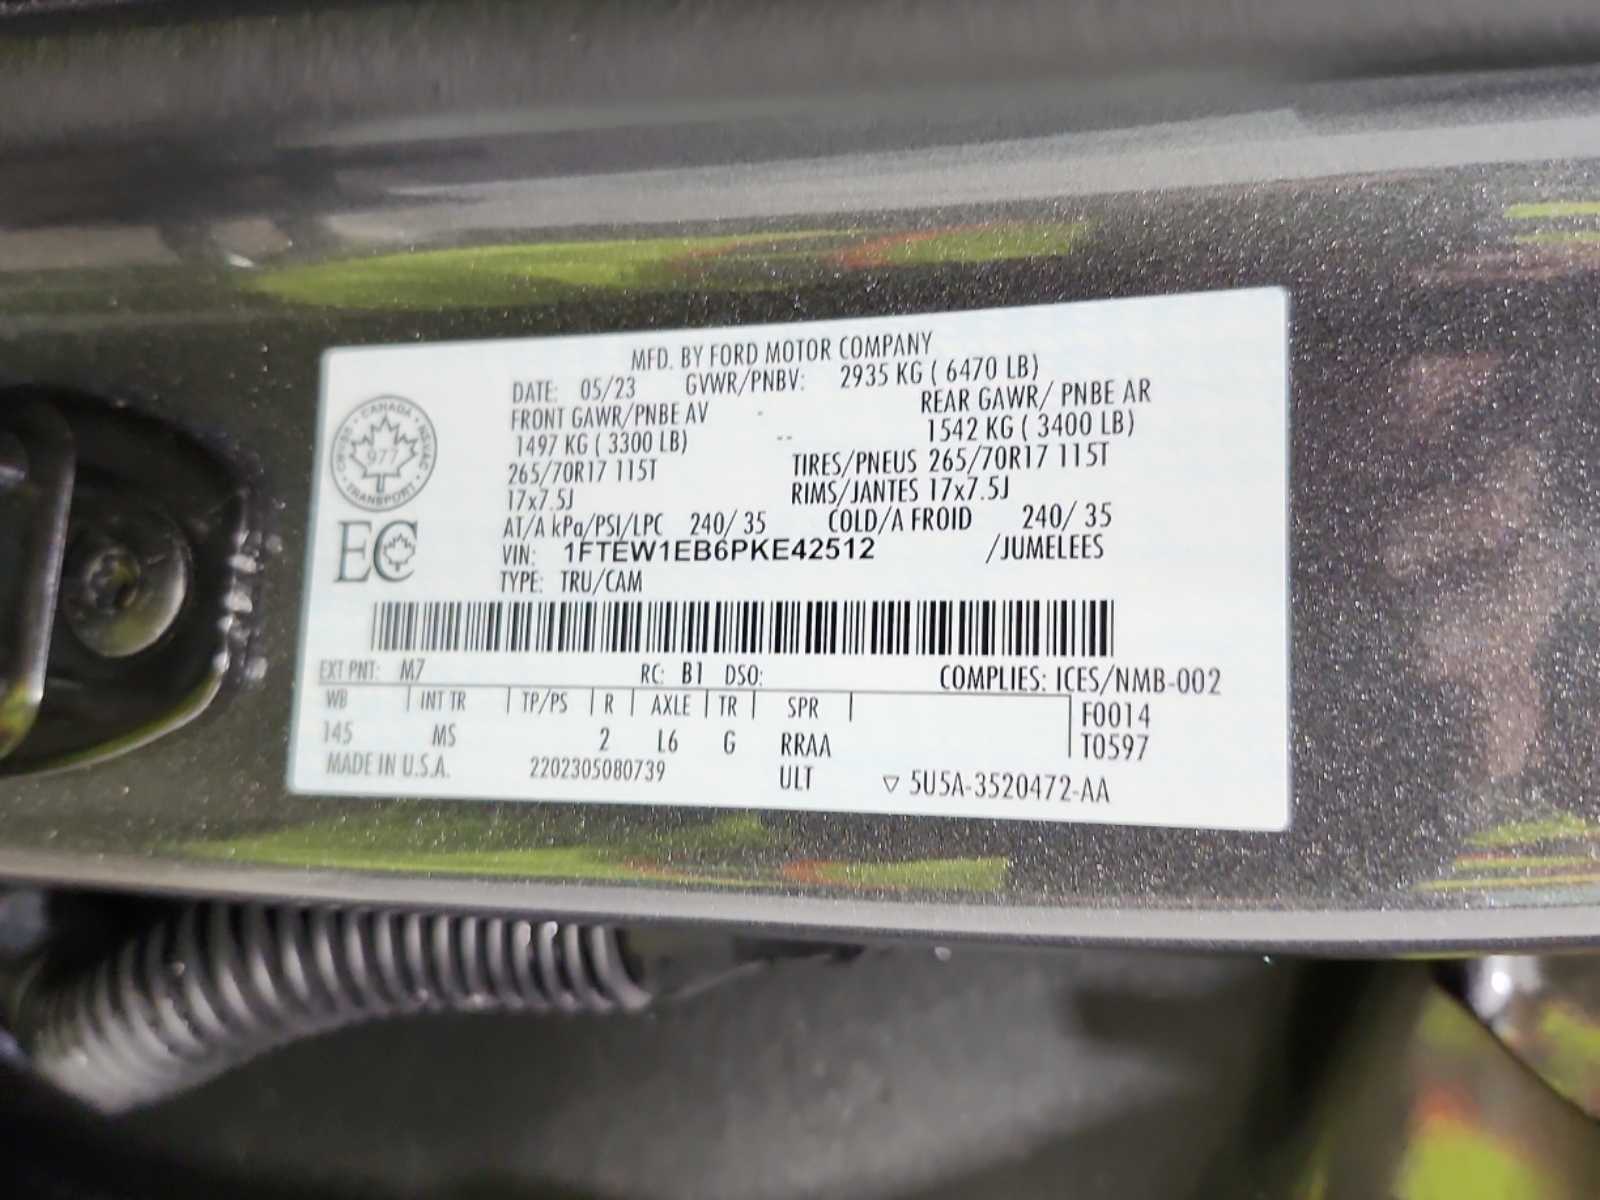 MFD. BY FORD MOTOR COMPANY
DATE: 05/23 GVWR/PNBV: 2935 KG ( 6470 LB)
FRONT GAWR/PNBE AV REAR GAWR/ PNBE AR
1497 KG ( 3300 LB) -- 1542 KG ( 3400 LB)
265/70R17 115T TIRES/PNEUS 265/70R17 115T
17x7.5J RIMS/JANTES 17x7.5J
AT/A kPa/PSI/LPC 240/ 35 COLD/A FROID 240/ 35
VIN: 1FTEW1EB6PKE42512 /JUMELEES
TYPE: TRU/CAM
CANADA
NSVAC
TRANSPORT
CMVSS
977
EC
EXT PNT: M7 RC: B1 DSO: COMPLIES: ICES/NMB-002
WB INT TR TP/PS R AXLE TR SPR F0014
145 MS 2 L6 G RRAA T0597
MADE IN U.S.A. 2202305080739 ULT ▽ 5U5A-3520472-AA